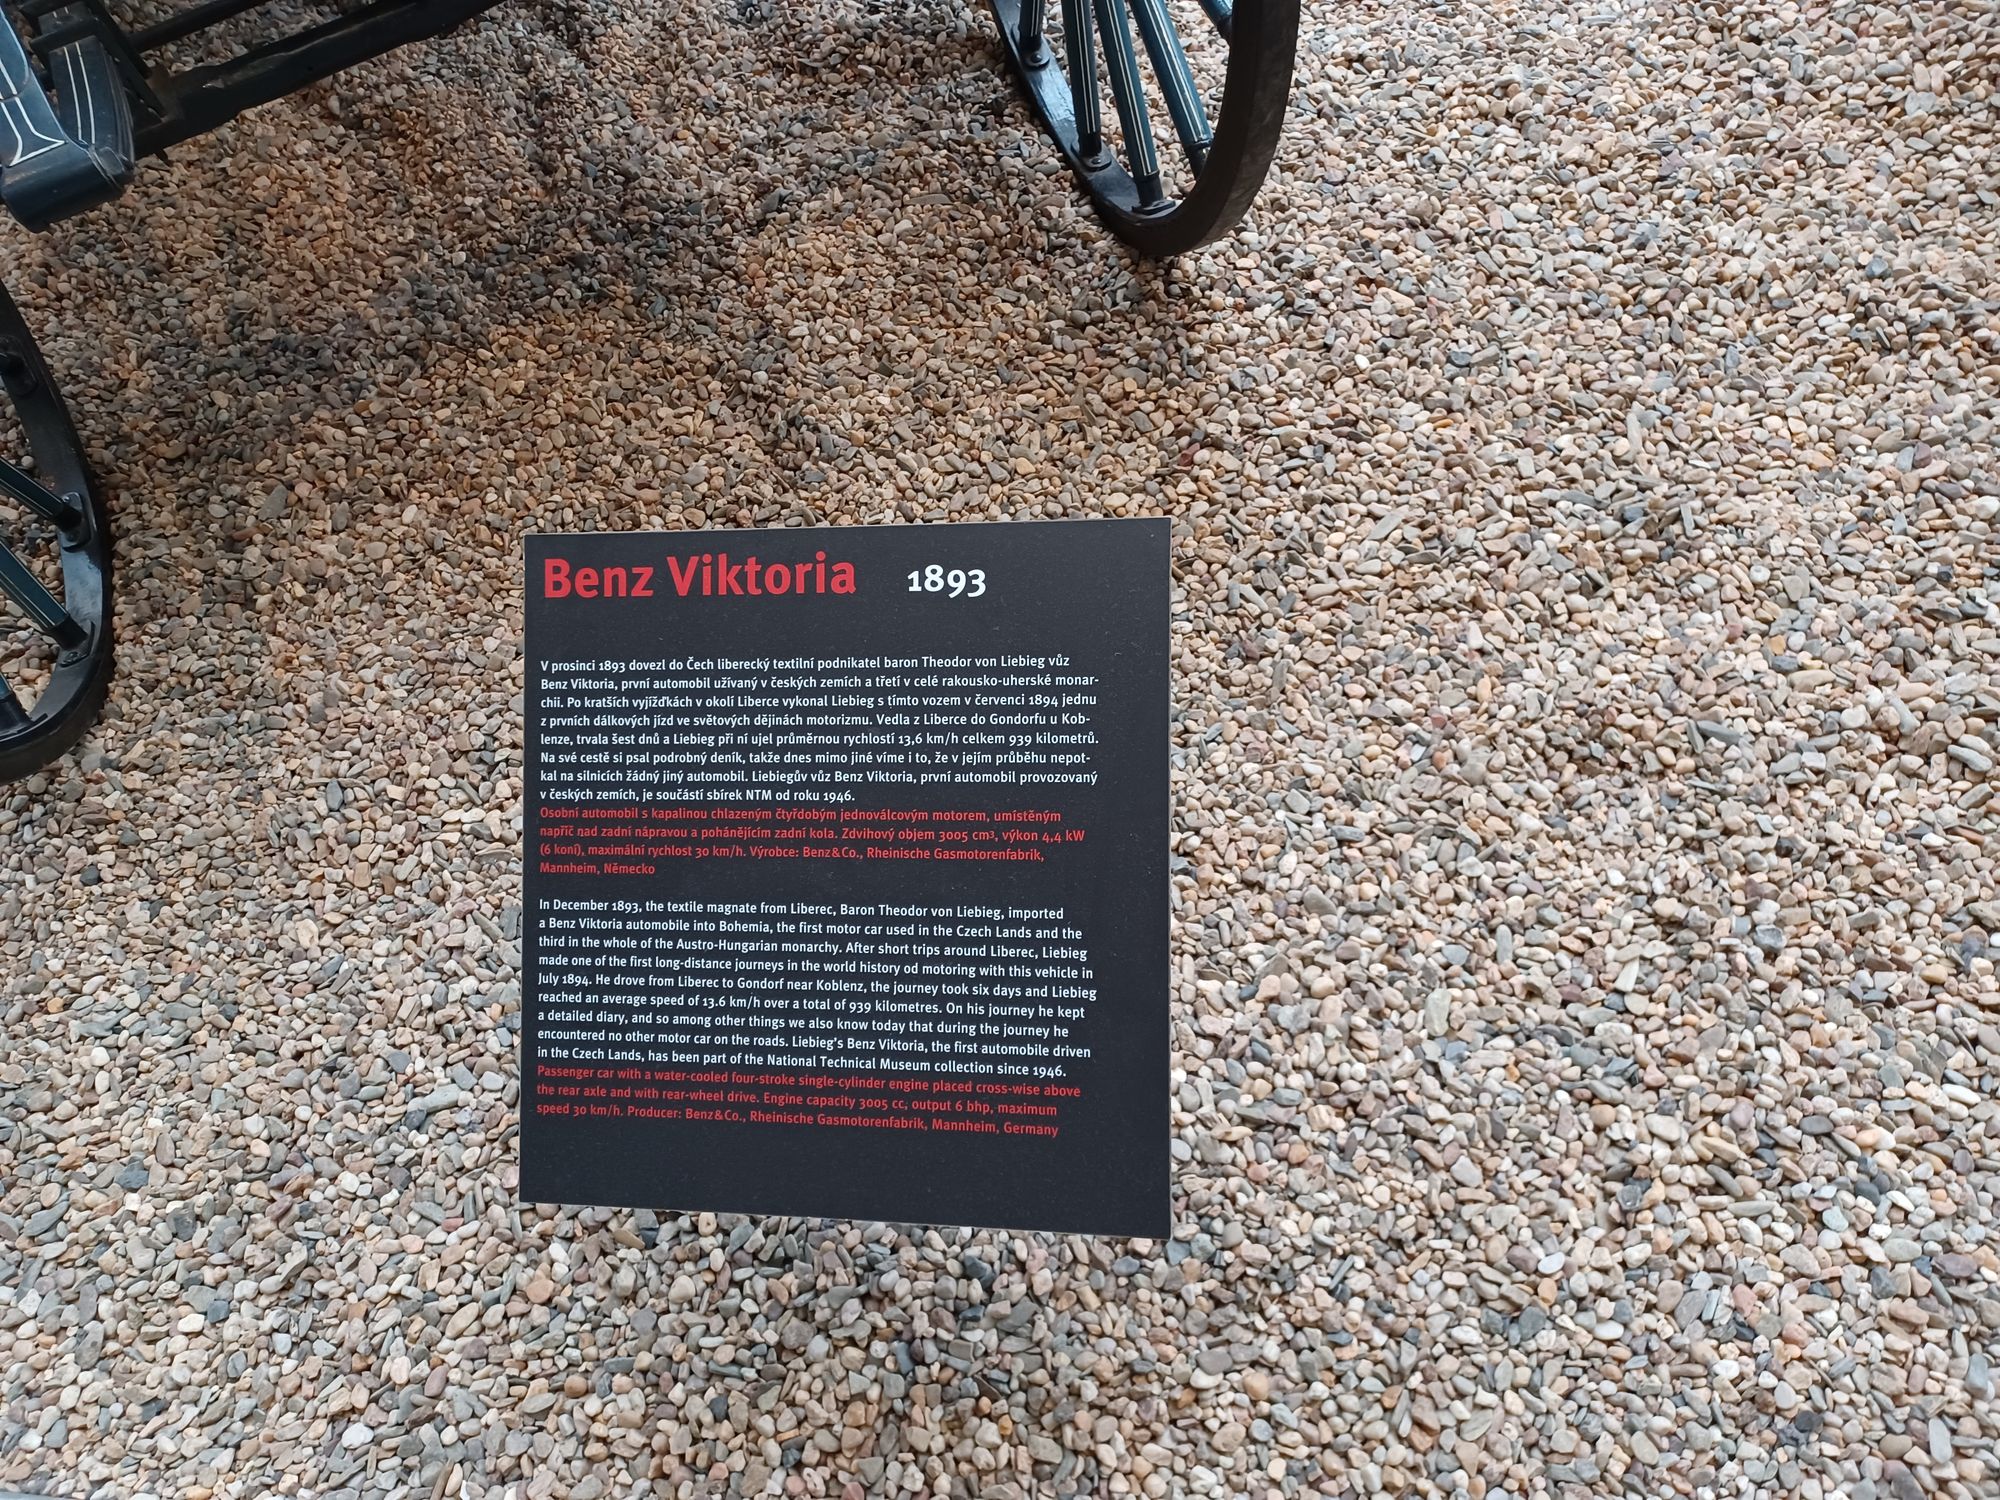 Benz Viktoria 1893
V prosinci 1893 dovezl do Čech liberecký textilní podnikatel baron Theodor von Liebieg vůz
Benz Viktoria, první automobil užívaný v českých zemích a třetí v celé rakousko-uherské monar-
chii. Po kratších vyjížďkách v okolí Liberce vykonal Liebieg s tímto vozem v červenci 1894 jednu
z prvních dálkových jízd ve světových dějinách motorizmu. Vedla z Liberce do Gondorfu u Kob-
lenze, trvala šest dnů a Liebieg při ní ujel průměrnou rychlostí 13,6 km/h celkem 939 kilometrů.
Na své cestě si psal podrobný deník, takže dnes mimo jiné víme i to, že v jejím průběhu nepot-
kal na silnicích žádný jiný automobil. Liebiegův vůz Benz Viktoria, první automobil provozovaný
v českých zemích, je součástí sbírek NTM od roku 1946.
Osobní automobil s kapalinou chlazeným čtyřdobým jednoválcovým motorem, umístěným
napříč nad zadní nápravou a pohánějícím zadní kola. Zdvihový objem 3005 cm³, výkon 4,4 kW
(6 koní), maximální rychlost 30 km/h. Výrobce: Benz&Co., Rheinische Gasmotorenfabrik,
Mannheim, Německo
In December 1893, the textile magnate from Liberec, Baron Theodor von Liebieg, imported
a Benz Viktoria automobile into Bohemia, the first motor car used in the Czech Lands and the
third in the whole of the Austro-Hungarian monarchy. After short trips around Liberec, Liebieg
made one of the first long-distance journeys in the world history od motoring with this vehicle in
July 1894. He drove from Liberec to Gondorf near Koblenz, the journey took six days and Liebieg
reached an average speed of 13.6 km/h over a total of 939 kilometres. On his journey he kept
a detailed diary, and so among other things we also know today that during the journey he
encountered no other motor car on the roads. Liebieg's Benz Viktoria, the first automobile driven
in the Czech Lands, has been part of the National Technical Museum collection since 1946.
Passenger car with a water-cooled four-stroke single-cylinder engine placed cross-wise above
the rear axle and with rear-wheel drive. Engine capacity 3005 cc, output 6 bhp, maximum
speed 30 km/h. Producer: Benz&Co., Rheinische Gasmotorenfabrik, Mannheim, Germany